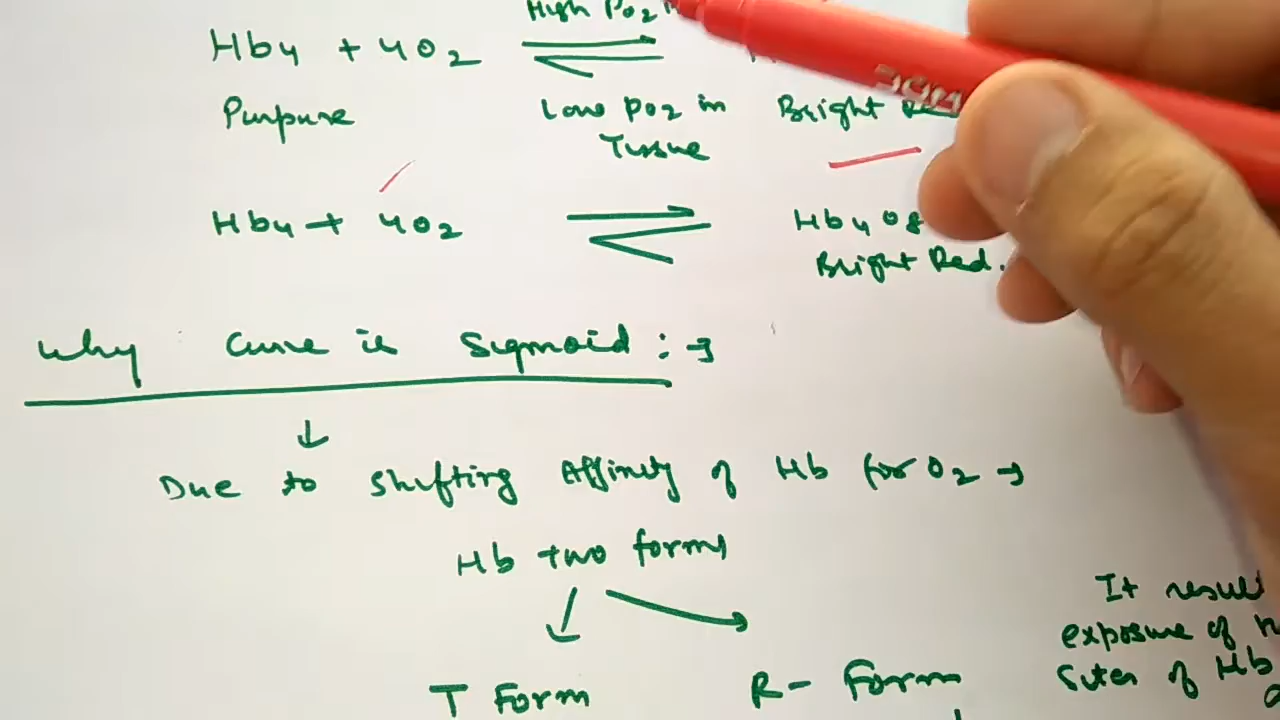 High PO2 in
Hb4 + 4O2
Purpure
Low PO2 in
Tissue
Bright Red
Hb4 + 4O2
Hb4O8
Bright Red.
Why Curve is Sigmoid :→
Due to shifting Affinity of Hb for O2 →
Hb two forms
T Form
R- Form
It result
exposure of
Sites of Hb